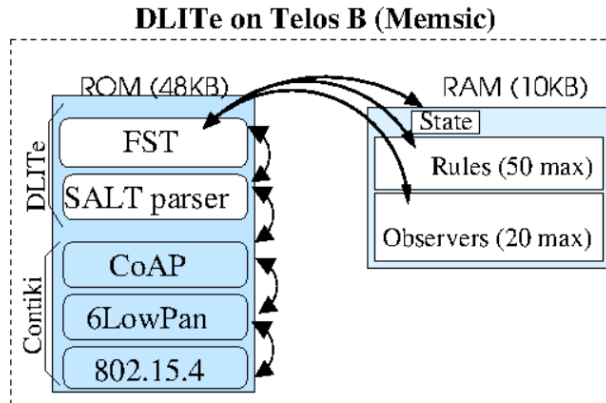 DLITe on Telos B (Memsic)
ROM (48KB)
RAM (10KB)
DLITe
FST
SALT parser
State
Rules (50 max)
Observers (20 max)
Contiki
CoAP
6LowPan
802.15.4